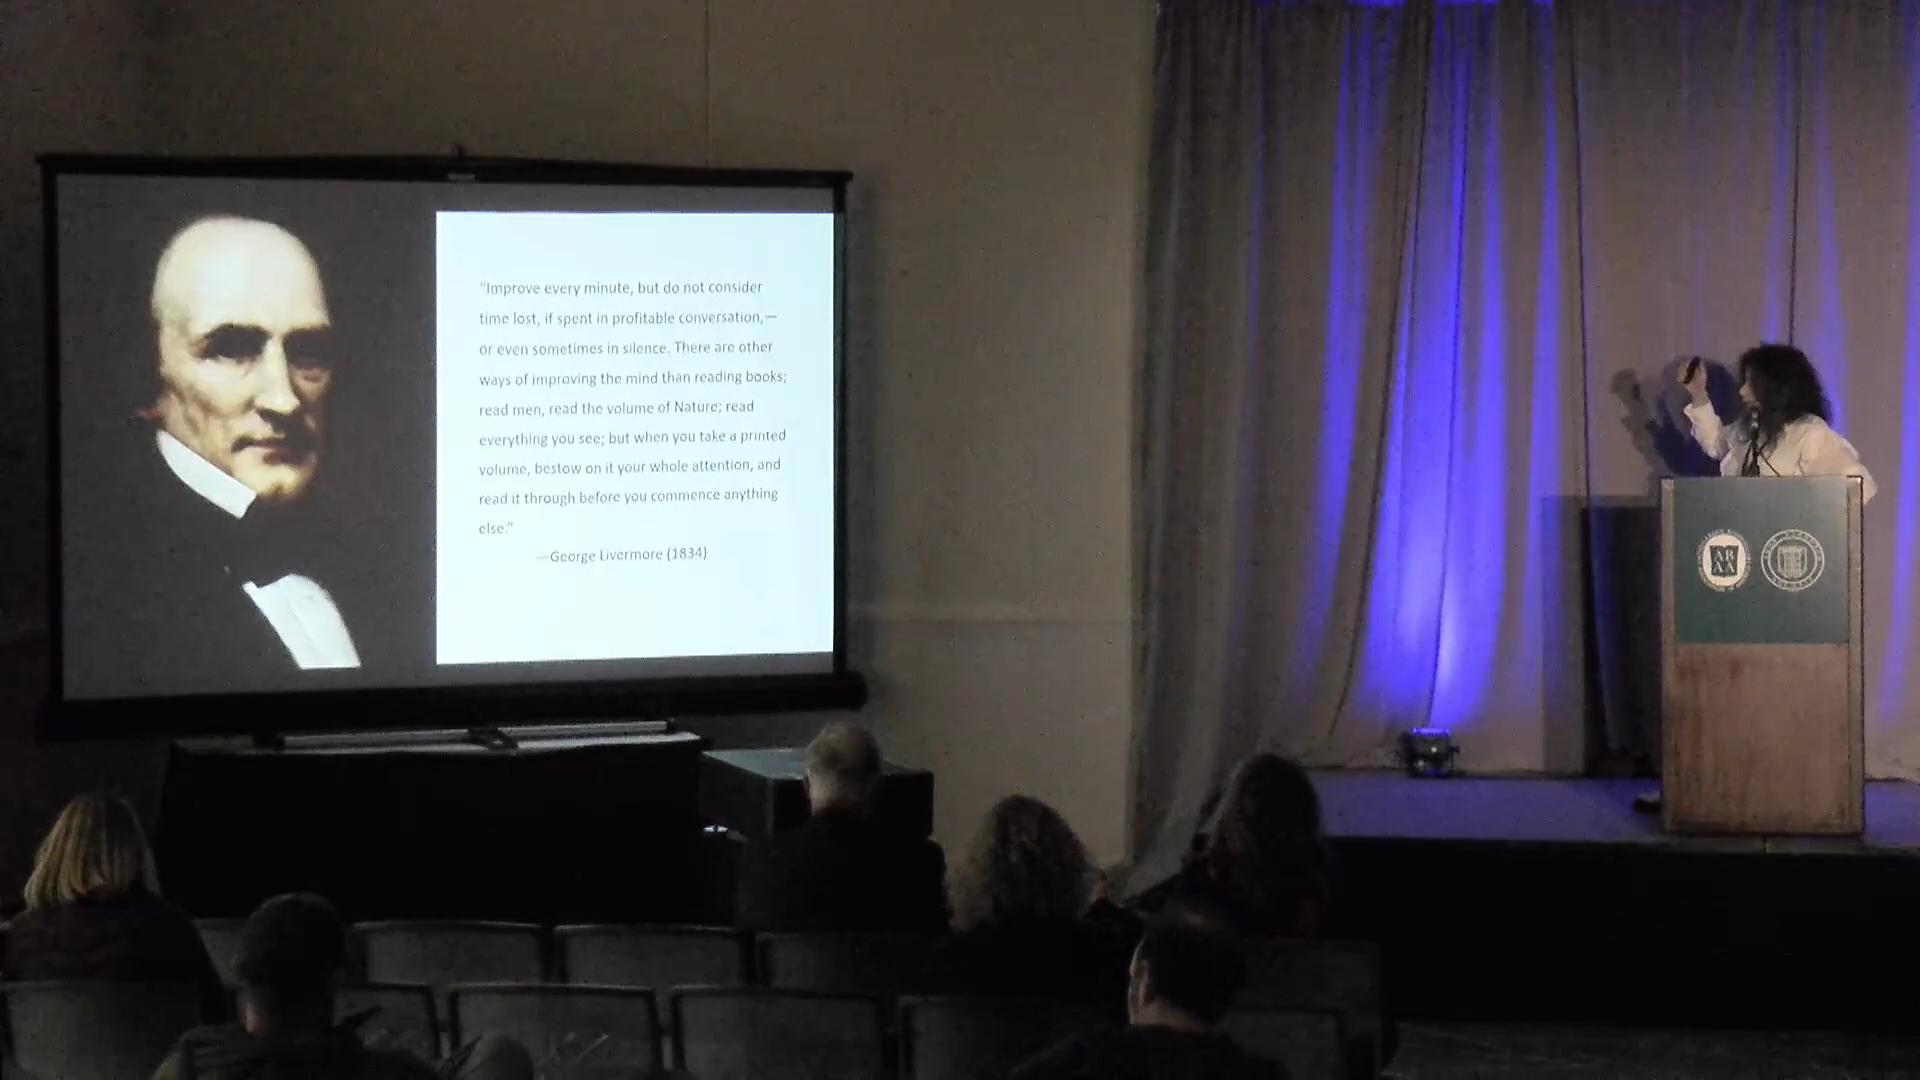 “Improve every minute, but do not consider
time lost, if spent in profitable conversation,—
or even sometimes in silence. There are other
ways of improving the mind than reading books;
read men, read the volume of Nature; read
everything you see; but when you take a printed
volume, bestow on it your whole attention, and
read it through before you commence anything
else.”
—George Livermore (1834)
AB
AA